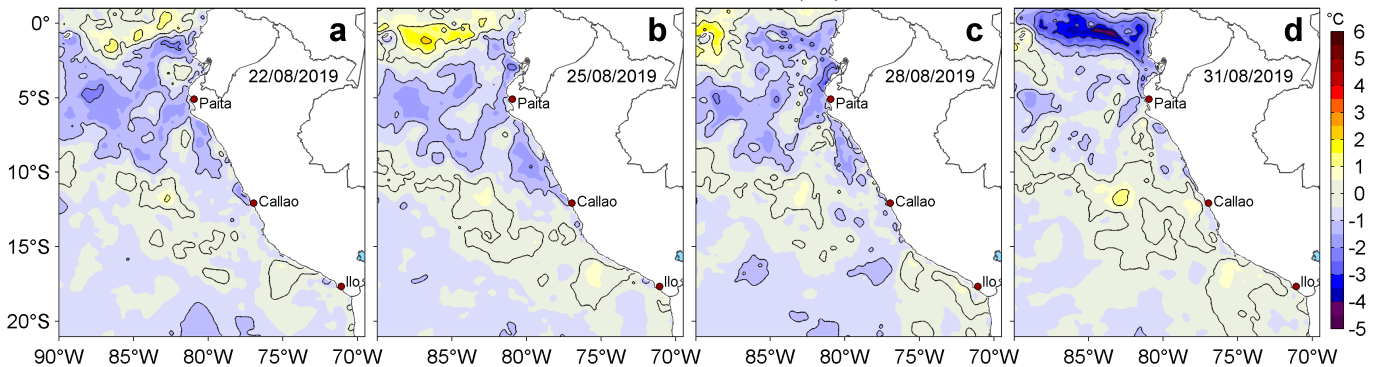 a b c d °C
0° 6
22/08/2019 25/08/2019 28/08/2019 31/08/2019 5
4
5°S Paita Paita Paita Paita 3
2
1
10°S 0
Callao Callao Callao Callao -1
15°S -2
-3
Ilo Ilo Ilo Ilo -4
20°S -5
90°W 85°W 80°W 75°W 70°W 85°W 80°W 75°W 70°W 85°W 80°W 75°W 70°W 85°W 80°W 75°W 70°W